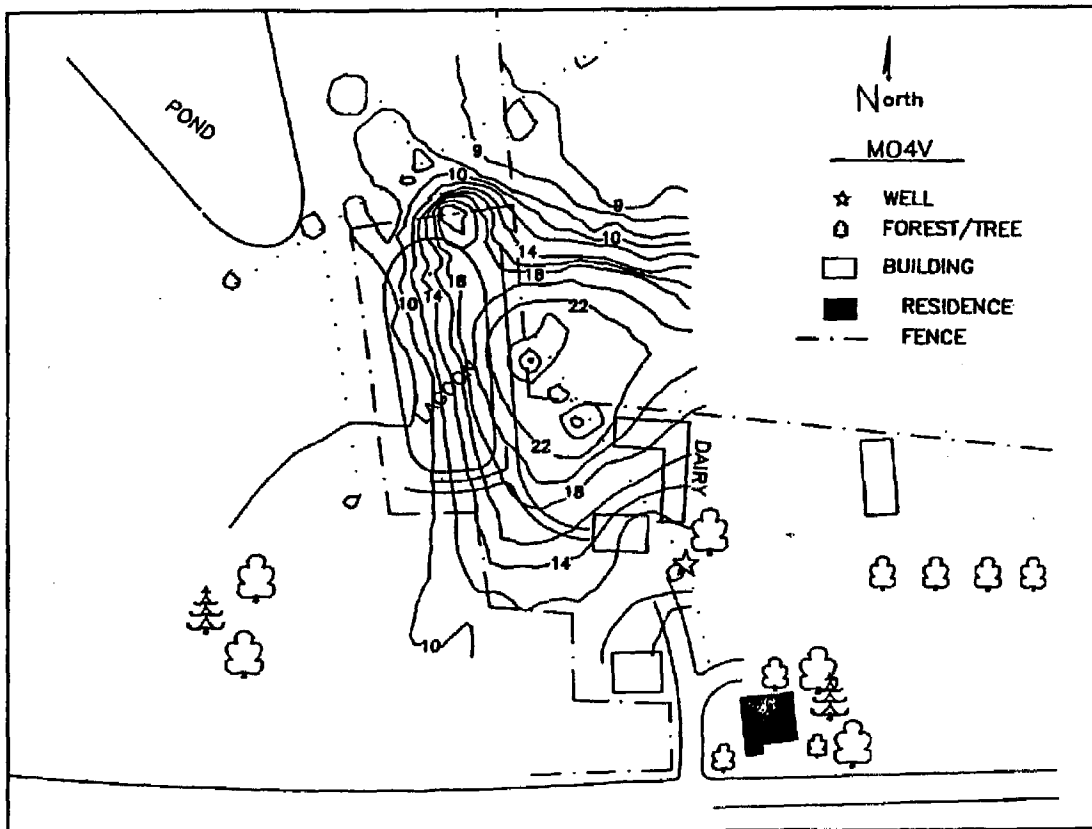 POND
North
MO4V
WELL
FOREST/TREE
BUILDING
RESIDENCE
FENCE
9
10
9
10
14
18
22
18
14
10
LAGOON
22
18
DAIRY
14
10